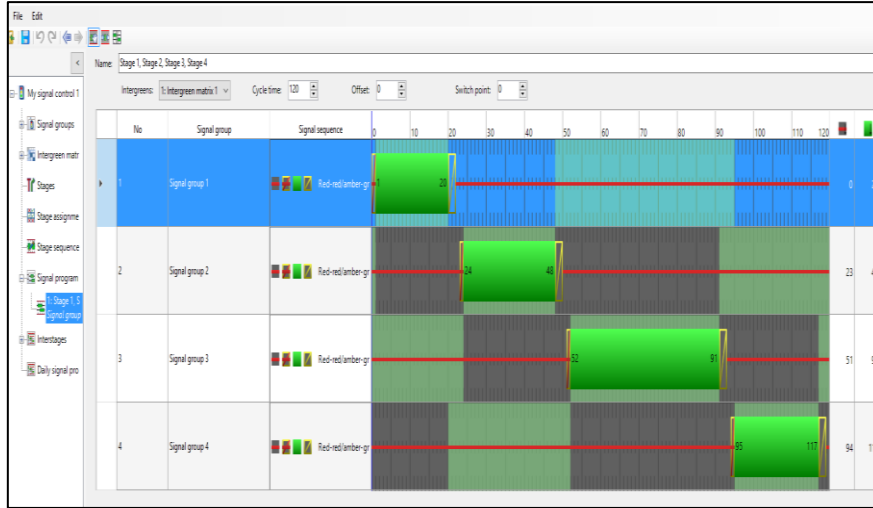 File Edit
Name: Stage 1, Stage 2, Stage 3, Stage 4
Intergreens: 1: Intergreen matrix 1 Cycle time: 120 Offset: 0 Switch point: 0
My signal control 1
Signal groups
Intergreen matr
Stages
Stage assignme
Stage sequence
Signal program
1: Stage 1, S
Signal group
Interstages
Daily signal pro
No Signal group Signal sequence 0 10 20 30 40 50 60 70 80 90 100 110 120
1 Signal group 1 Red-red/amber-gr 1 20 0
2 Signal group 2 Red-red/amber-gr 24 48 23
3 Signal group 3 Red-red/amber-gr 52 91 51
4 Signal group 4 Red-red/amber-gr 95 117 94